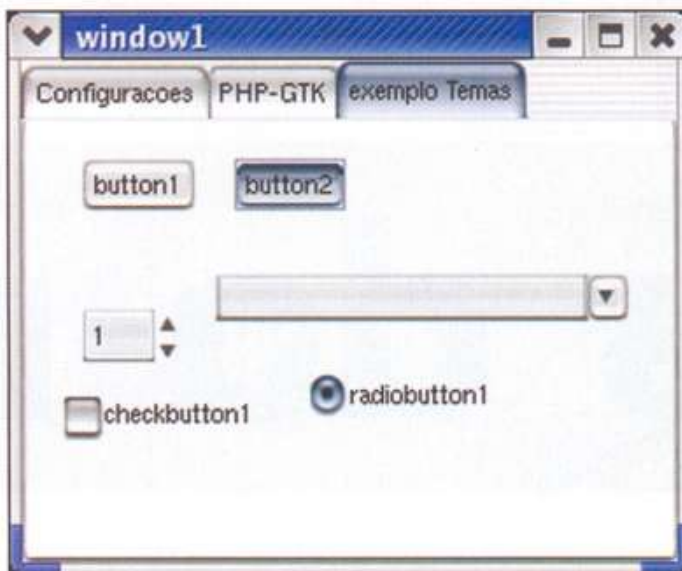 window1
Configuracoes
PHP-GTK
exemplo Temas
button1
button2
1
checkbutton1
radiobutton1